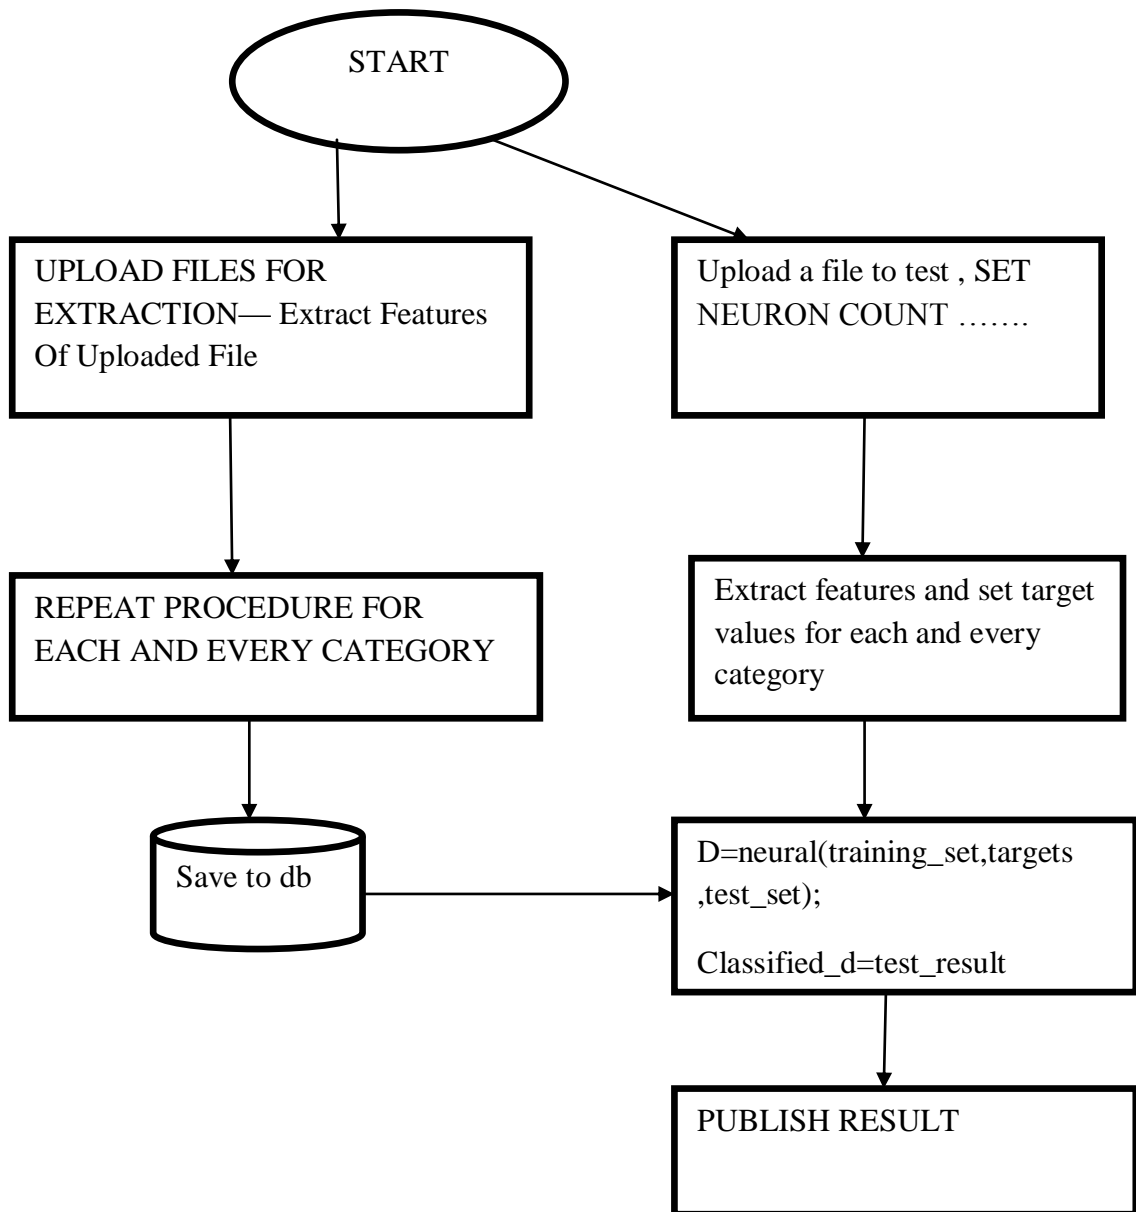 START
UPLOAD FILES FOR
EXTRACTION— Extract Features
Of Uploaded File
Upload a file to test , SET
NEURON COUNT …….
REPEAT PROCEDURE FOR
EACH AND EVERY CATEGORY
Extract features and set target
values for each and every
category
Save to db
D=neural(training_set,targets
,test_set);
Classified_d=test_result
PUBLISH RESULT